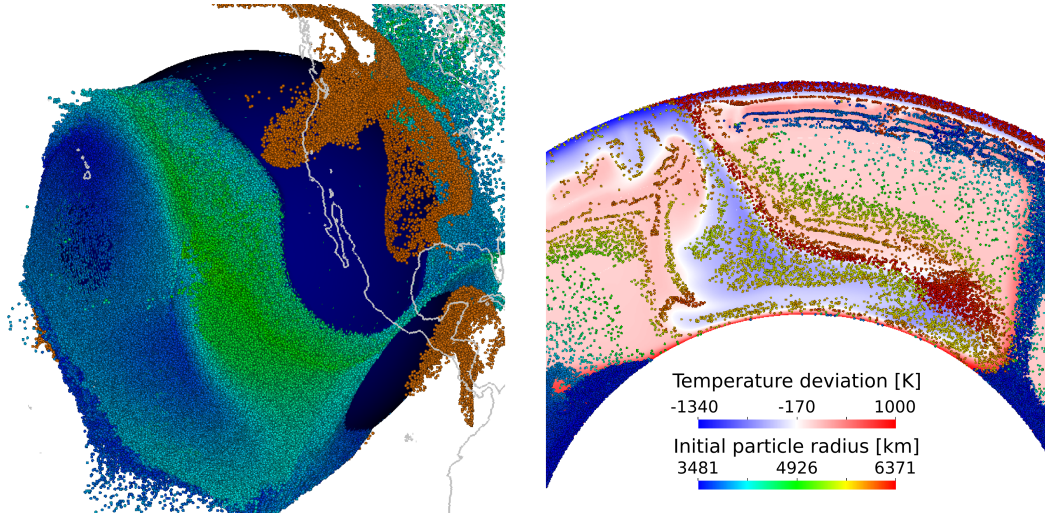 Temperature deviation [K]
-1340 -170 1000
Initial particle radius [km]
3481 4926 6371